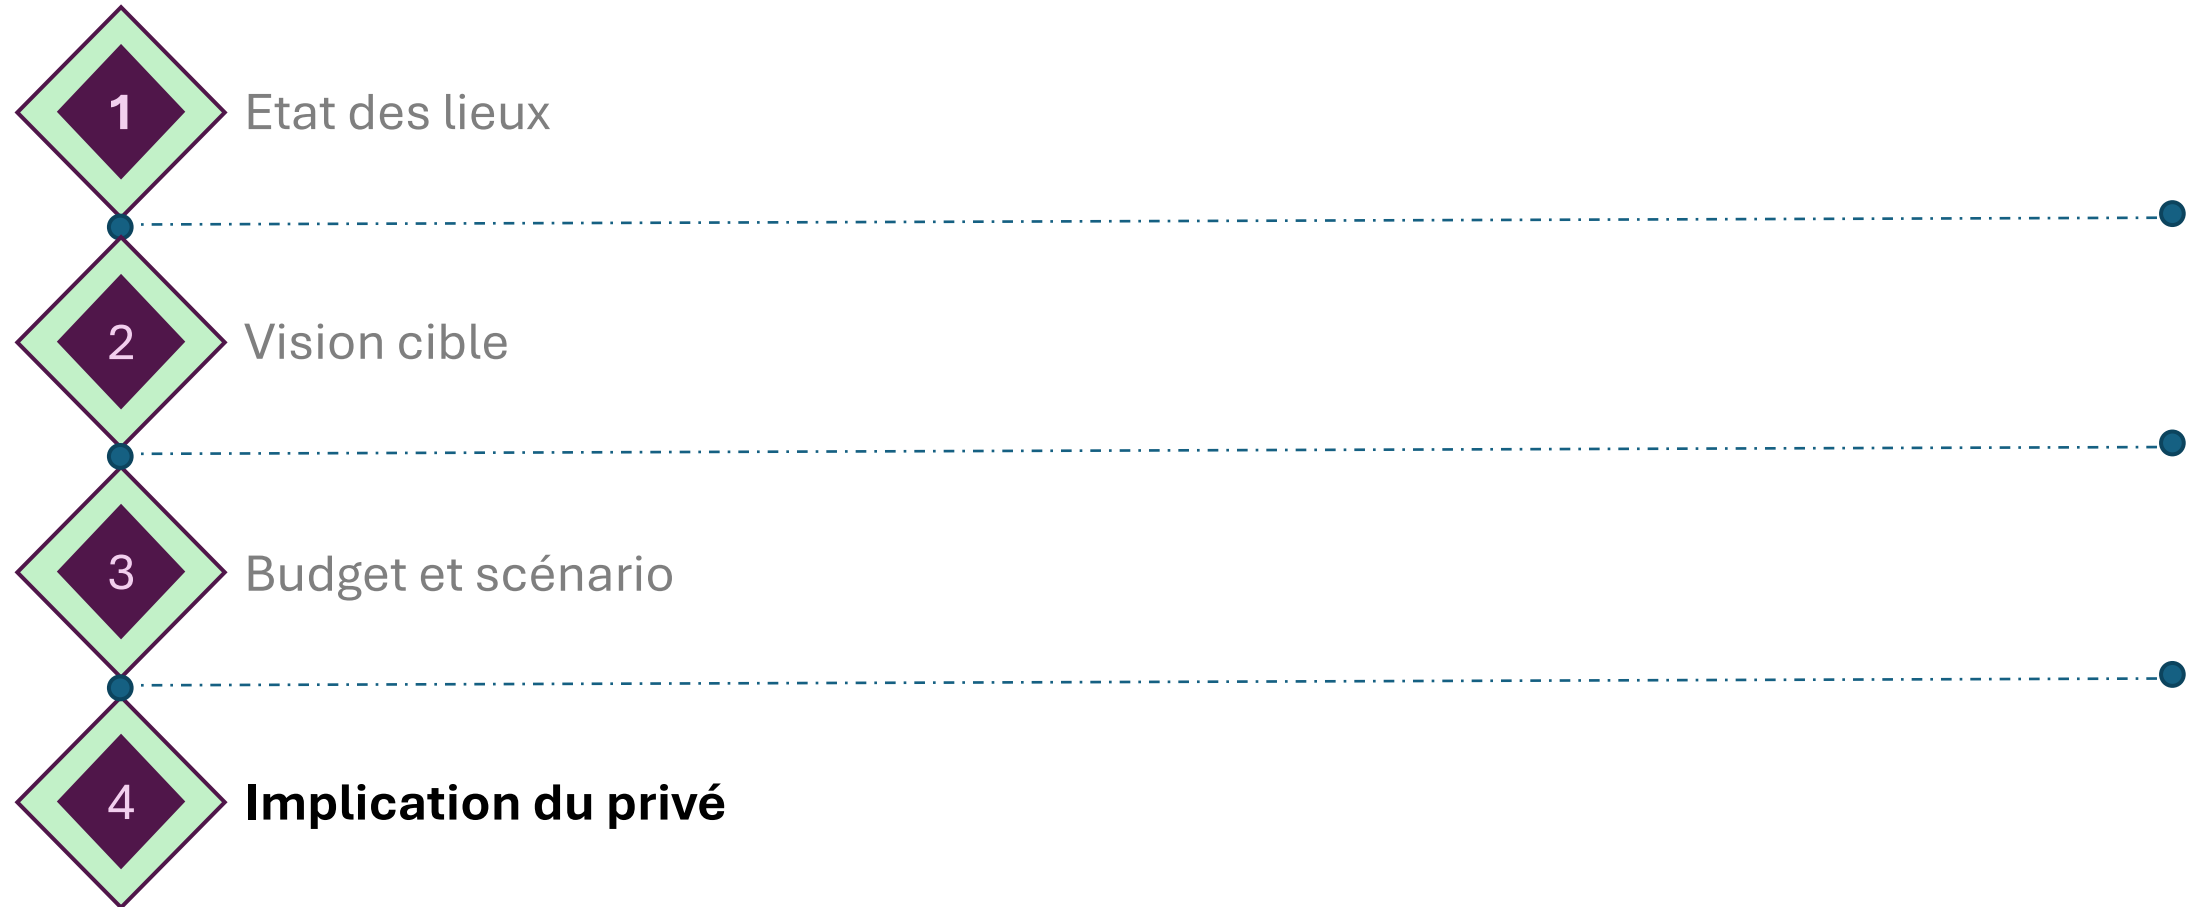 1 Etat des lieux
2 Vision cible
3 Budget et scénario
4 Implication du privé